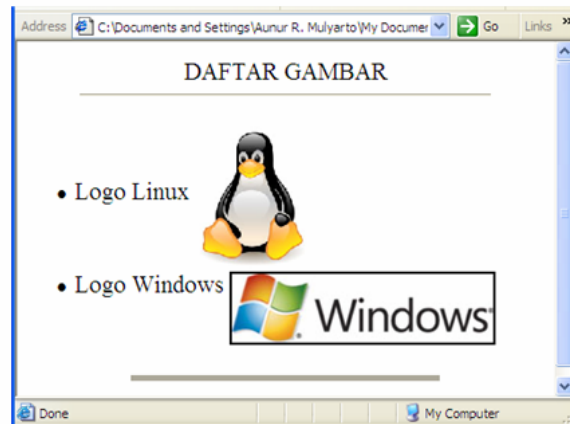 Address C:\Documents and Settings\Aunur R. Mulyarto\My Documen Go Links »
DAFTAR GAMBAR
• Logo Linux
• Logo Windows Windows
Done My Computer